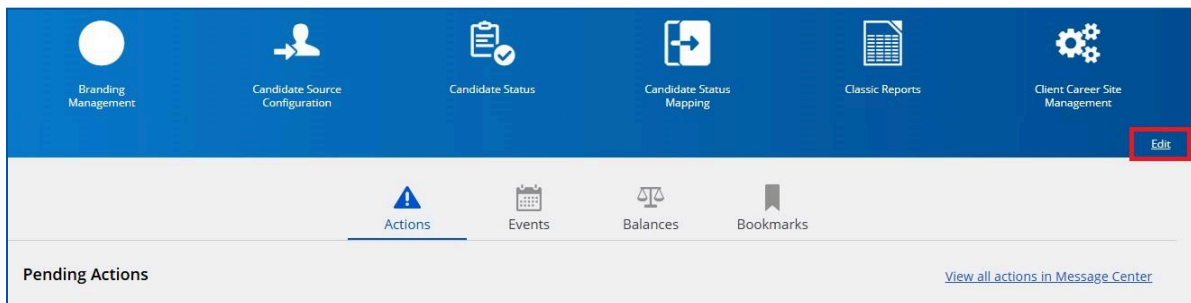 Branding
Management
Candidate Source
Configuration
Candidate Status
Candidate Status
Mapping
Classic Reports
Client Career Site
Management
Edit
Actions
Events
Balances
Bookmarks
Pending Actions
View all actions in Message Center